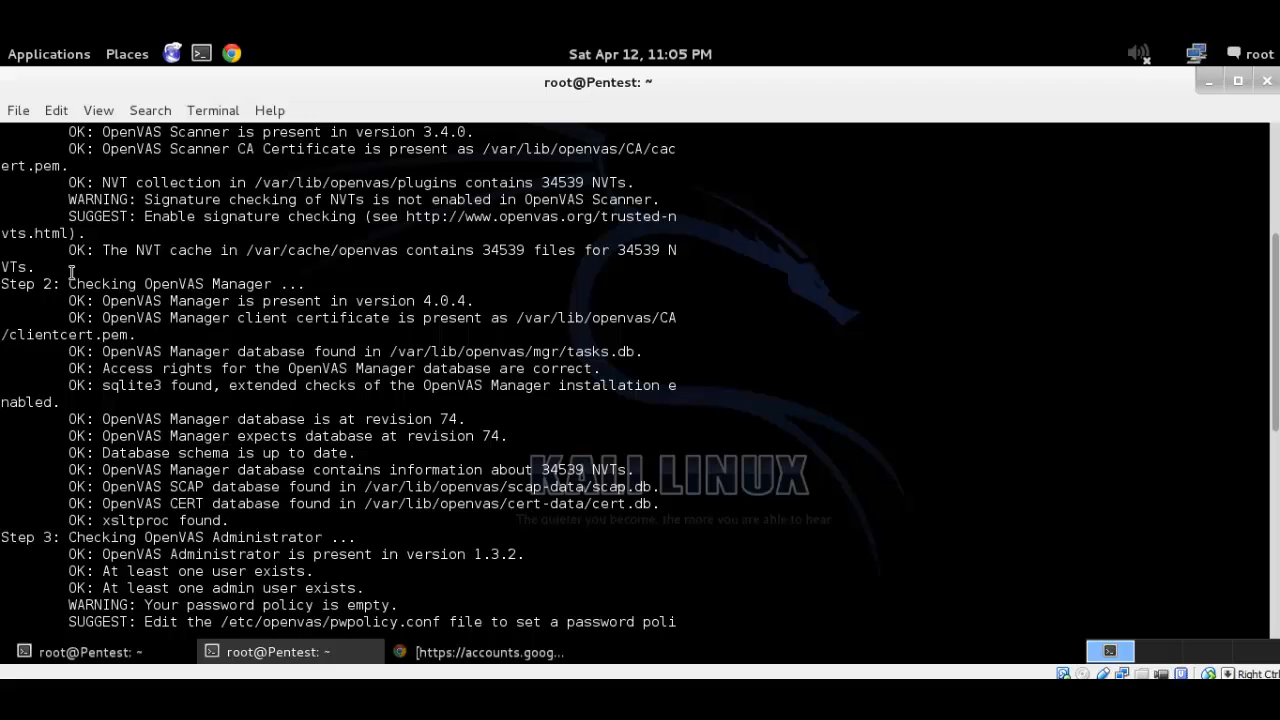 Applications Places Sat Apr 12, 11:05 PM root
root@Pentest: ~
File Edit View Search Terminal Help
OK: OpenVAS Scanner is present in version 3.4.0.
OK: OpenVAS Scanner CA Certificate is present as /var/lib/openvas/CA/cac
ert.pem.
OK: NVT collection in /var/lib/openvas/plugins contains 34539 NVTs.
WARNING: Signature checking of NVTs is not enabled in OpenVAS Scanner.
SUGGEST: Enable signature checking (see http://www.openvas.org/trusted-n
vts.html).
OK: The NVT cache in /var/cache/openvas contains 34539 files for 34539 N
VTs.
Step 2: Checking OpenVAS Manager ...
OK: OpenVAS Manager is present in version 4.0.4.
OK: OpenVAS Manager client certificate is present as /var/lib/openvas/CA
/clientcert.pem.
OK: OpenVAS Manager database found in /var/lib/openvas/mgr/tasks.db.
OK: Access rights for the OpenVAS Manager database are correct.
OK: sqlite3 found, extended checks of the OpenVAS Manager installation e
nabled.
OK: OpenVAS Manager database is at revision 74.
OK: OpenVAS Manager expects database at revision 74.
OK: Database schema is up to date.
OK: OpenVAS Manager database contains information about 34539 NVTs.
OK: OpenVAS SCAP database found in /var/lib/openvas/scap-data/scap.db.
OK: OpenVAS CERT database found in /var/lib/openvas/cert-data/cert.db.
OK: xsltproc found.
KALI LINUX
The quieter you become, the more you are able to hear
Step 3: Checking OpenVAS Administrator ...
OK: OpenVAS Administrator is present in version 1.3.2.
OK: At least one user exists.
OK: At least one admin user exists.
WARNING: Your password policy is empty.
SUGGEST: Edit the /etc/openvas/pwpolicy.conf file to set a password poli
root@Pentest: ~ root@Pentest: ~ [https://accounts.goog...
Right Ctrl